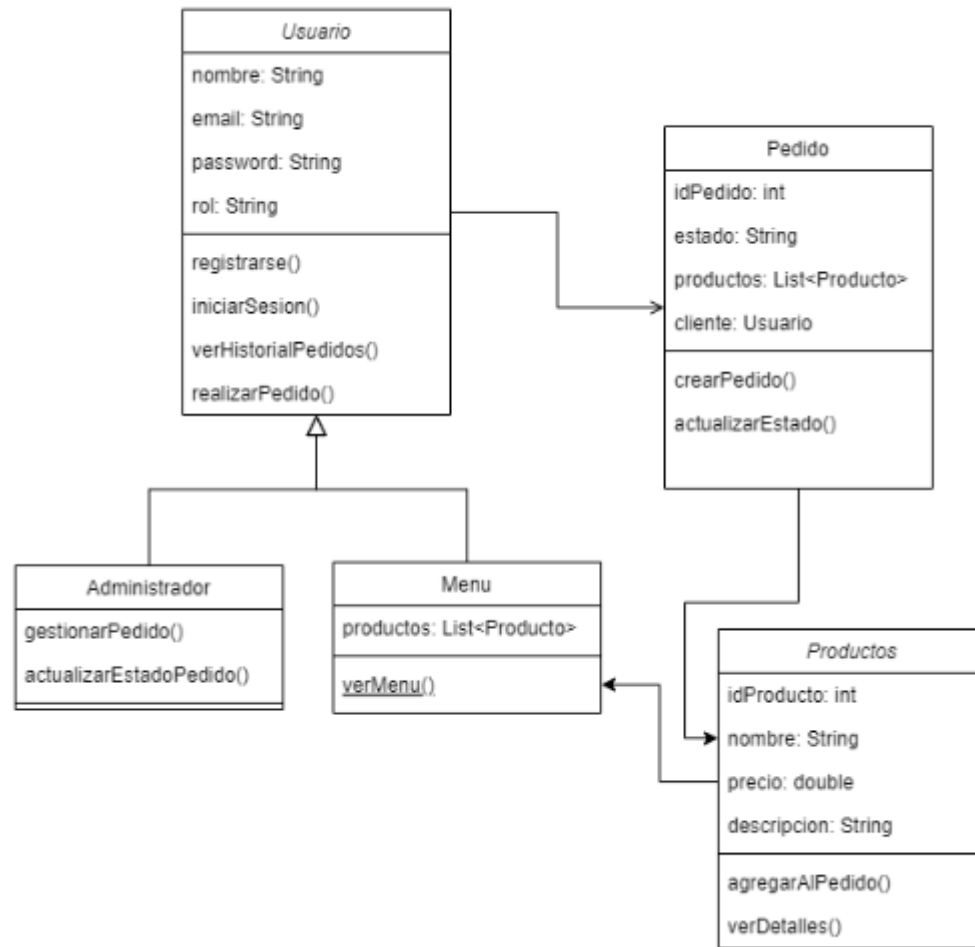 Usuario
nombre: String
email: String
password: String
rol: String
registrarse()
iniciarSesion()
verHistorialPedidos()
realizarPedido()
Pedido
idPedido: int
estado: String
productos: List<Producto>
cliente: Usuario
crearPedido()
actualizarEstado()
Administrador
gestionarPedido()
actualizarEstadoPedido()
Menu
productos: List<Producto>
verMenu()
Productos
idProducto: int
nombre: String
precio: double
descripcion: String
agregarAlPedido()
verDetalles()